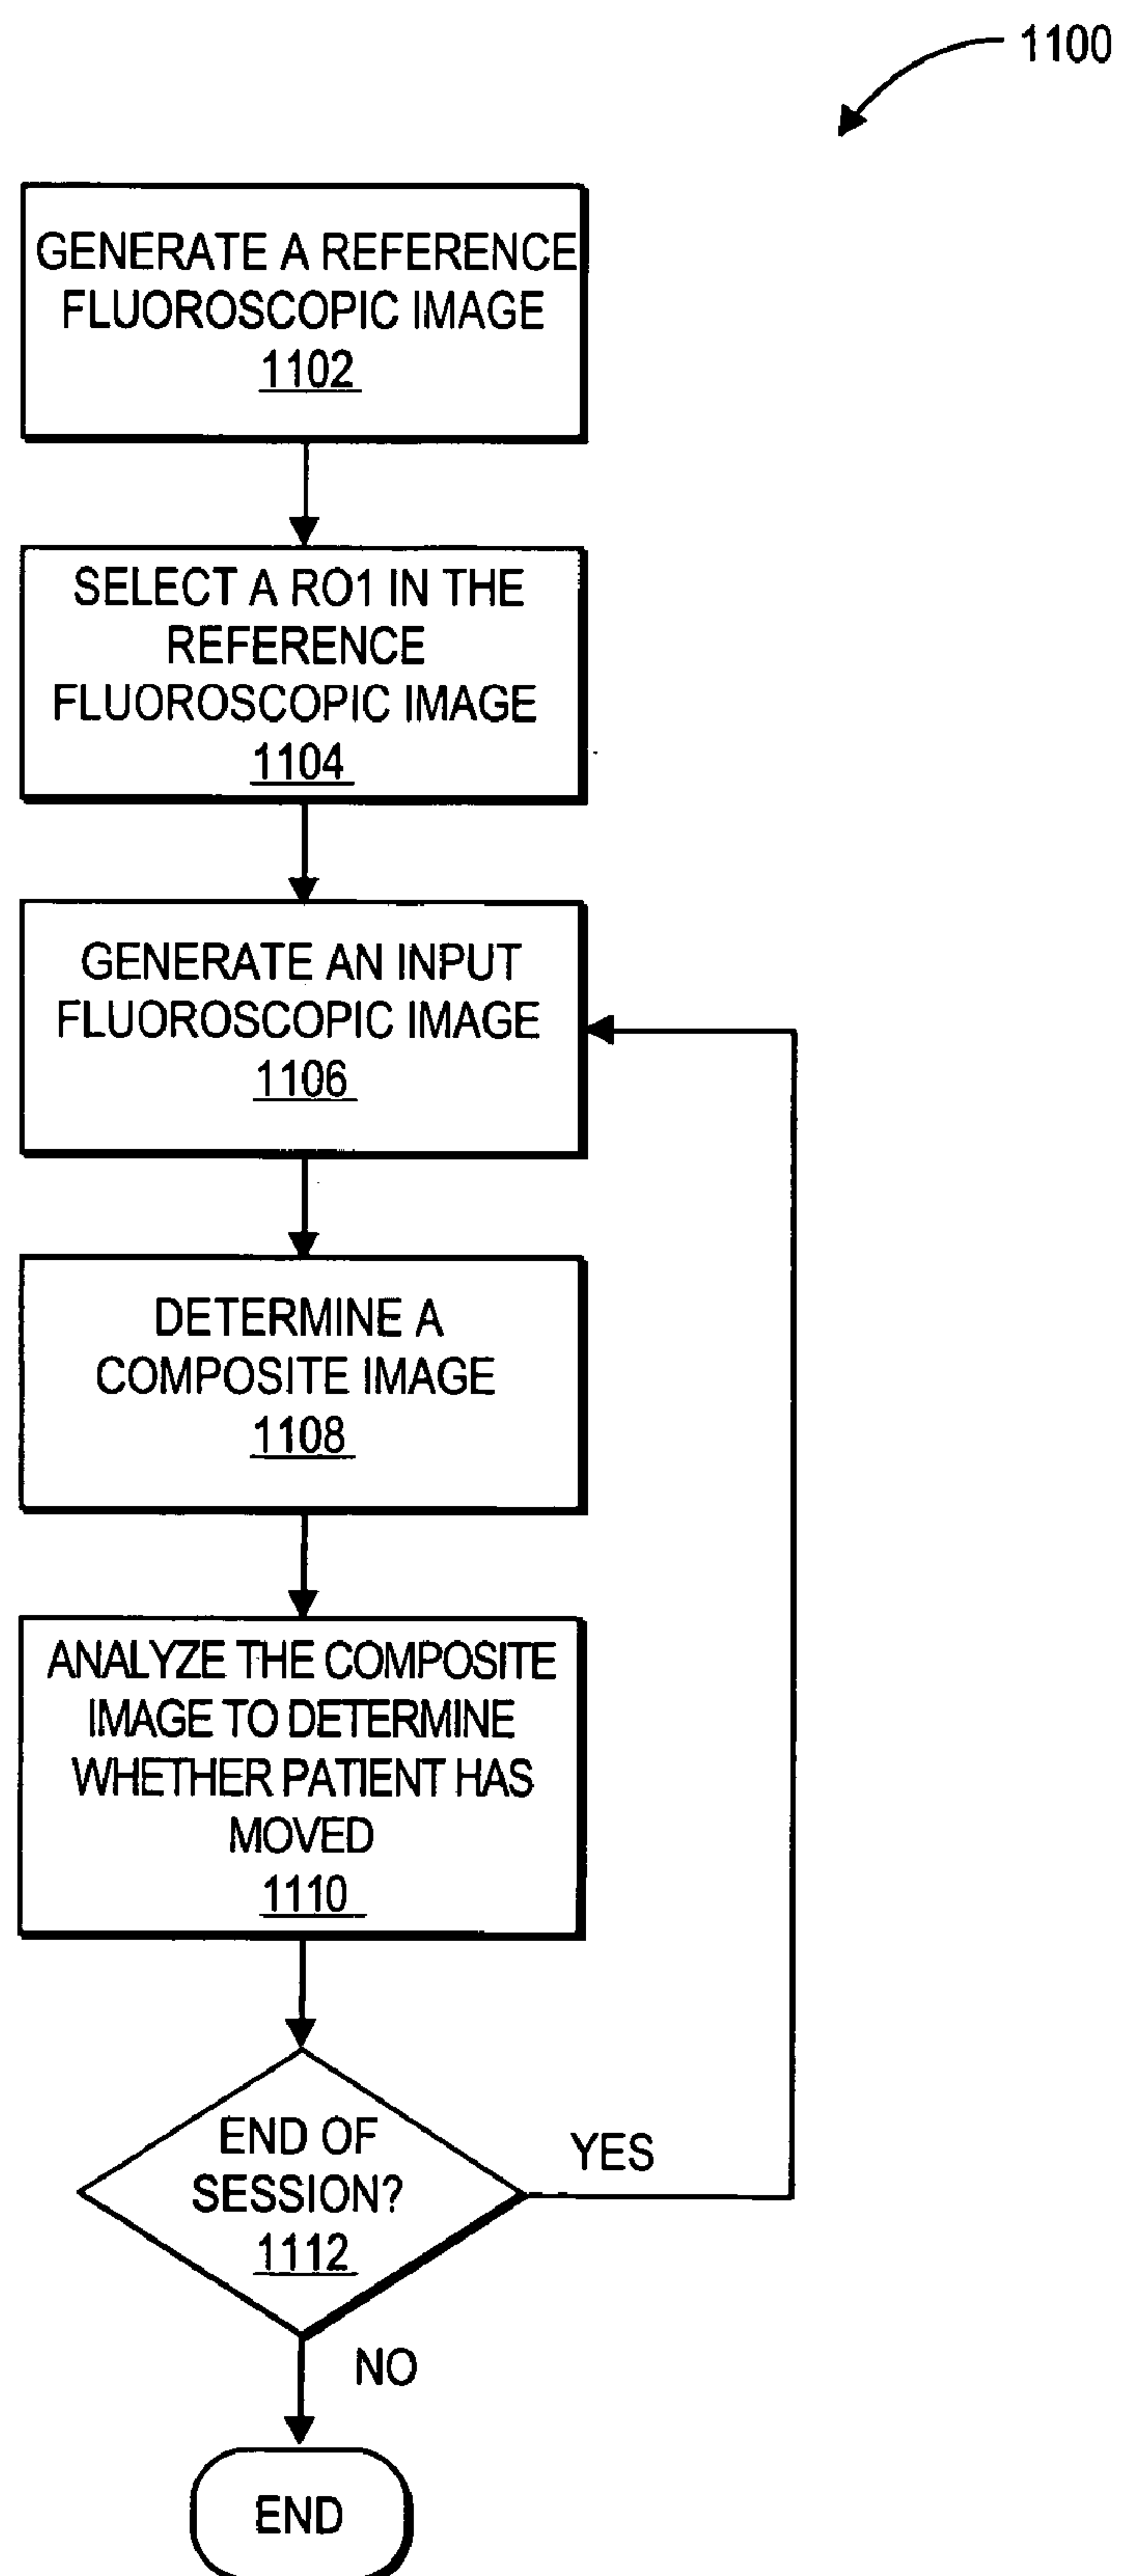 1100
GENERATE A REFERENCE
FLUOROSCOPIC IMAGE
1102
SELECT A RO1 IN THE
REFERENCE
FLUOROSCOPIC IMAGE
1104
GENERATE AN INPUT
FLUOROSCOPIC IMAGE
1106
DETERMINE A
COMPOSITE IMAGE
1108
ANALYZE THE COMPOSITE
IMAGE TO DETERMINE
WHETHER PATIENT HAS
MOVED
1110
END OF
SESSION?
1112
YES
NO
END